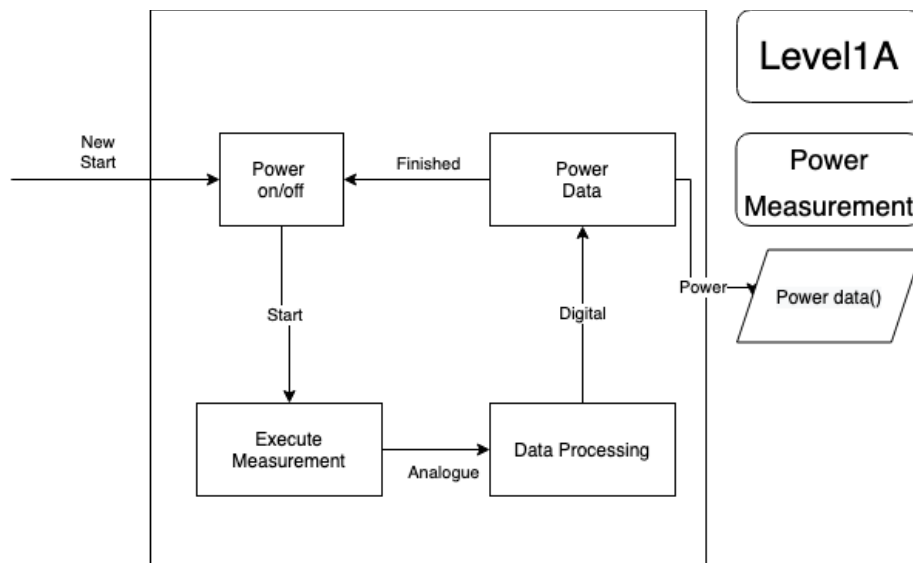 Level1A
New
Start
Power
on/off
Finished
Power
Data
Power
Measurement
Power
Power data()
Start
Digital
Execute
Measurement
Analogue
Data Processing